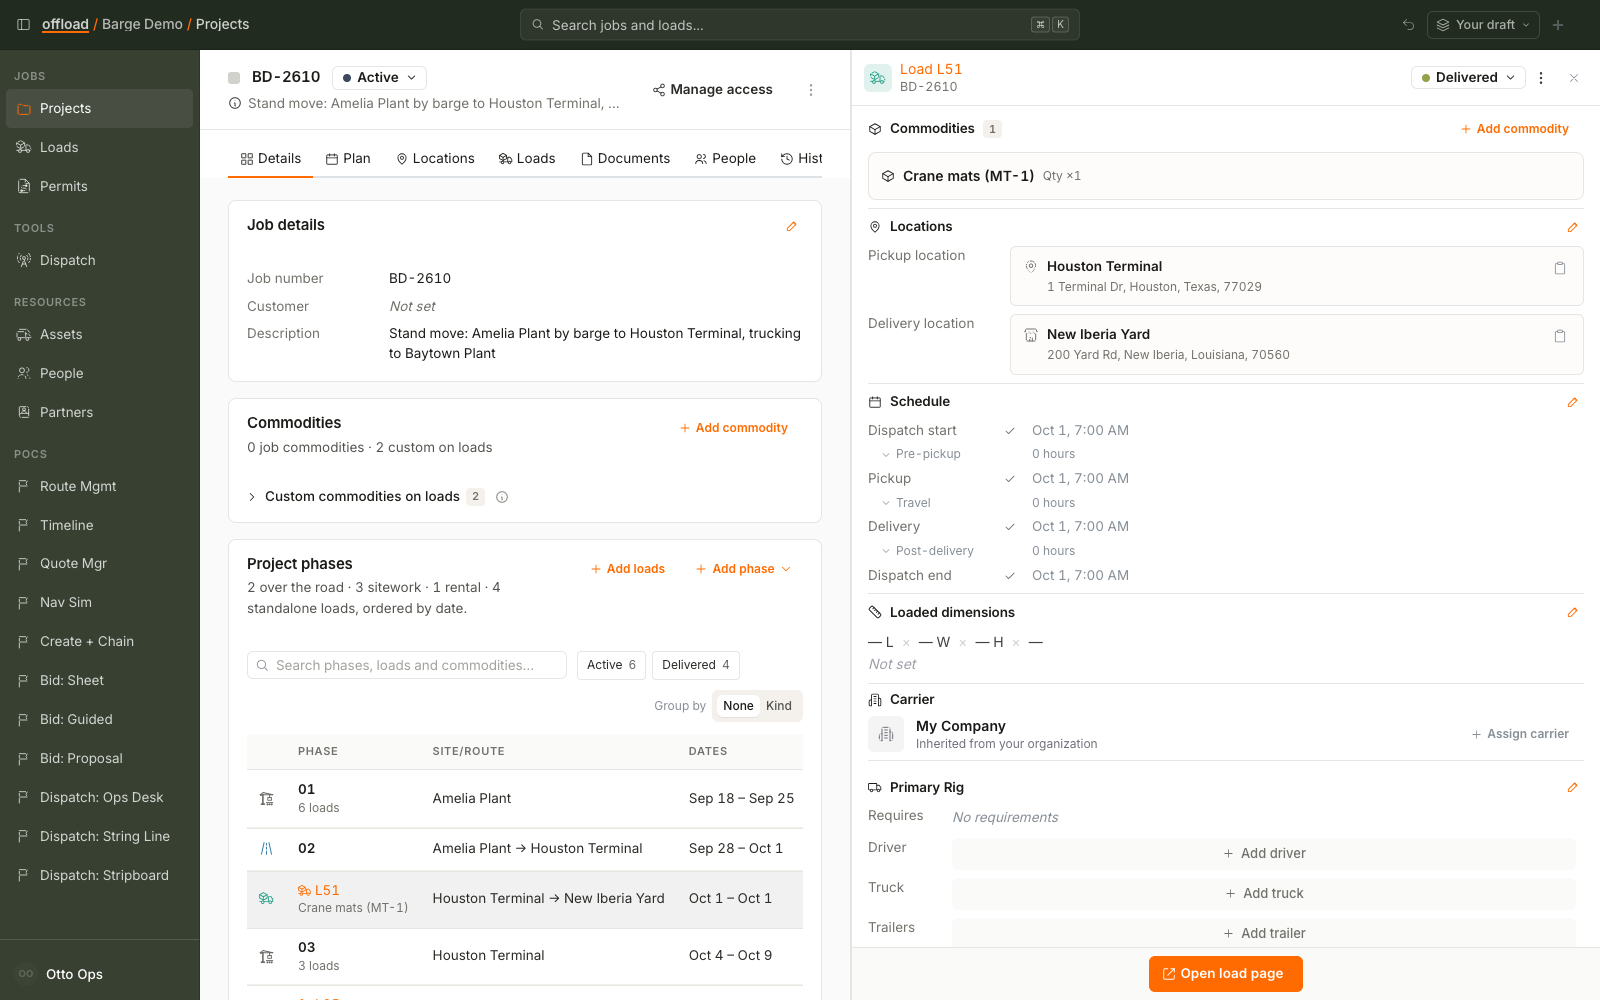 offload / Barge Demo / Projects
Search jobs and loads...
⌘ K
Your draft
JOBS
Projects
Loads
Permits
TOOLS
Dispatch
RESOURCES
Assets
People
Partners
POCS
Route Mgmt
Timeline
Quote Mgr
Nav Sim
Create + Chain
Bid: Sheet
Bid: Guided
Bid: Proposal
Dispatch: Ops Desk
Dispatch: String Line
Dispatch: Stripboard
OO Otto Ops
BD-2610 Active
Stand move: Amelia Plant by barge to Houston Terminal, ...
Manage access
Details Plan Locations Loads Documents People Hist
Job details
Job number BD-2610
Customer Not set
Description Stand move: Amelia Plant by barge to Houston Terminal, trucking
to Baytown Plant
Commodities
0 job commodities · 2 custom on loads
Add commodity
Custom commodities on loads 2
Project phases
2 over the road · 3 sitework · 1 rental · 4
standalone loads, ordered by date.
Add loads Add phase
Search phases, loads and commodities...
Active 6 Delivered 4
Group by None Kind
PHASE SITE/ROUTE DATES
01
6 loads
Amelia Plant Sep 18 – Sep 25
02 Amelia Plant → Houston Terminal Sep 28 – Oct 1
L51
Crane mats (MT-1)
Houston Terminal → New Iberia Yard Oct 1 – Oct 1
03
3 loads
Houston Terminal Oct 4 – Oct 9
Load L51
BD-2610
Delivered
Commodities 1
Add commodity
Crane mats (MT-1) Qty ×1
Locations
Pickup location
Houston Terminal
1 Terminal Dr, Houston, Texas, 77029
Delivery location
New Iberia Yard
200 Yard Rd, New Iberia, Louisiana, 70560
Schedule
Dispatch start Oct 1, 7:00 AM
Pre-pickup 0 hours
Pickup Oct 1, 7:00 AM
Travel 0 hours
Delivery Oct 1, 7:00 AM
Post-delivery 0 hours
Dispatch end Oct 1, 7:00 AM
Loaded dimensions
— L × — W × — H × —
Not set
Carrier
My Company
Inherited from your organization
Assign carrier
Primary Rig
Requires No requirements
Driver Add driver
Truck Add truck
Trailers Add trailer
Open load page